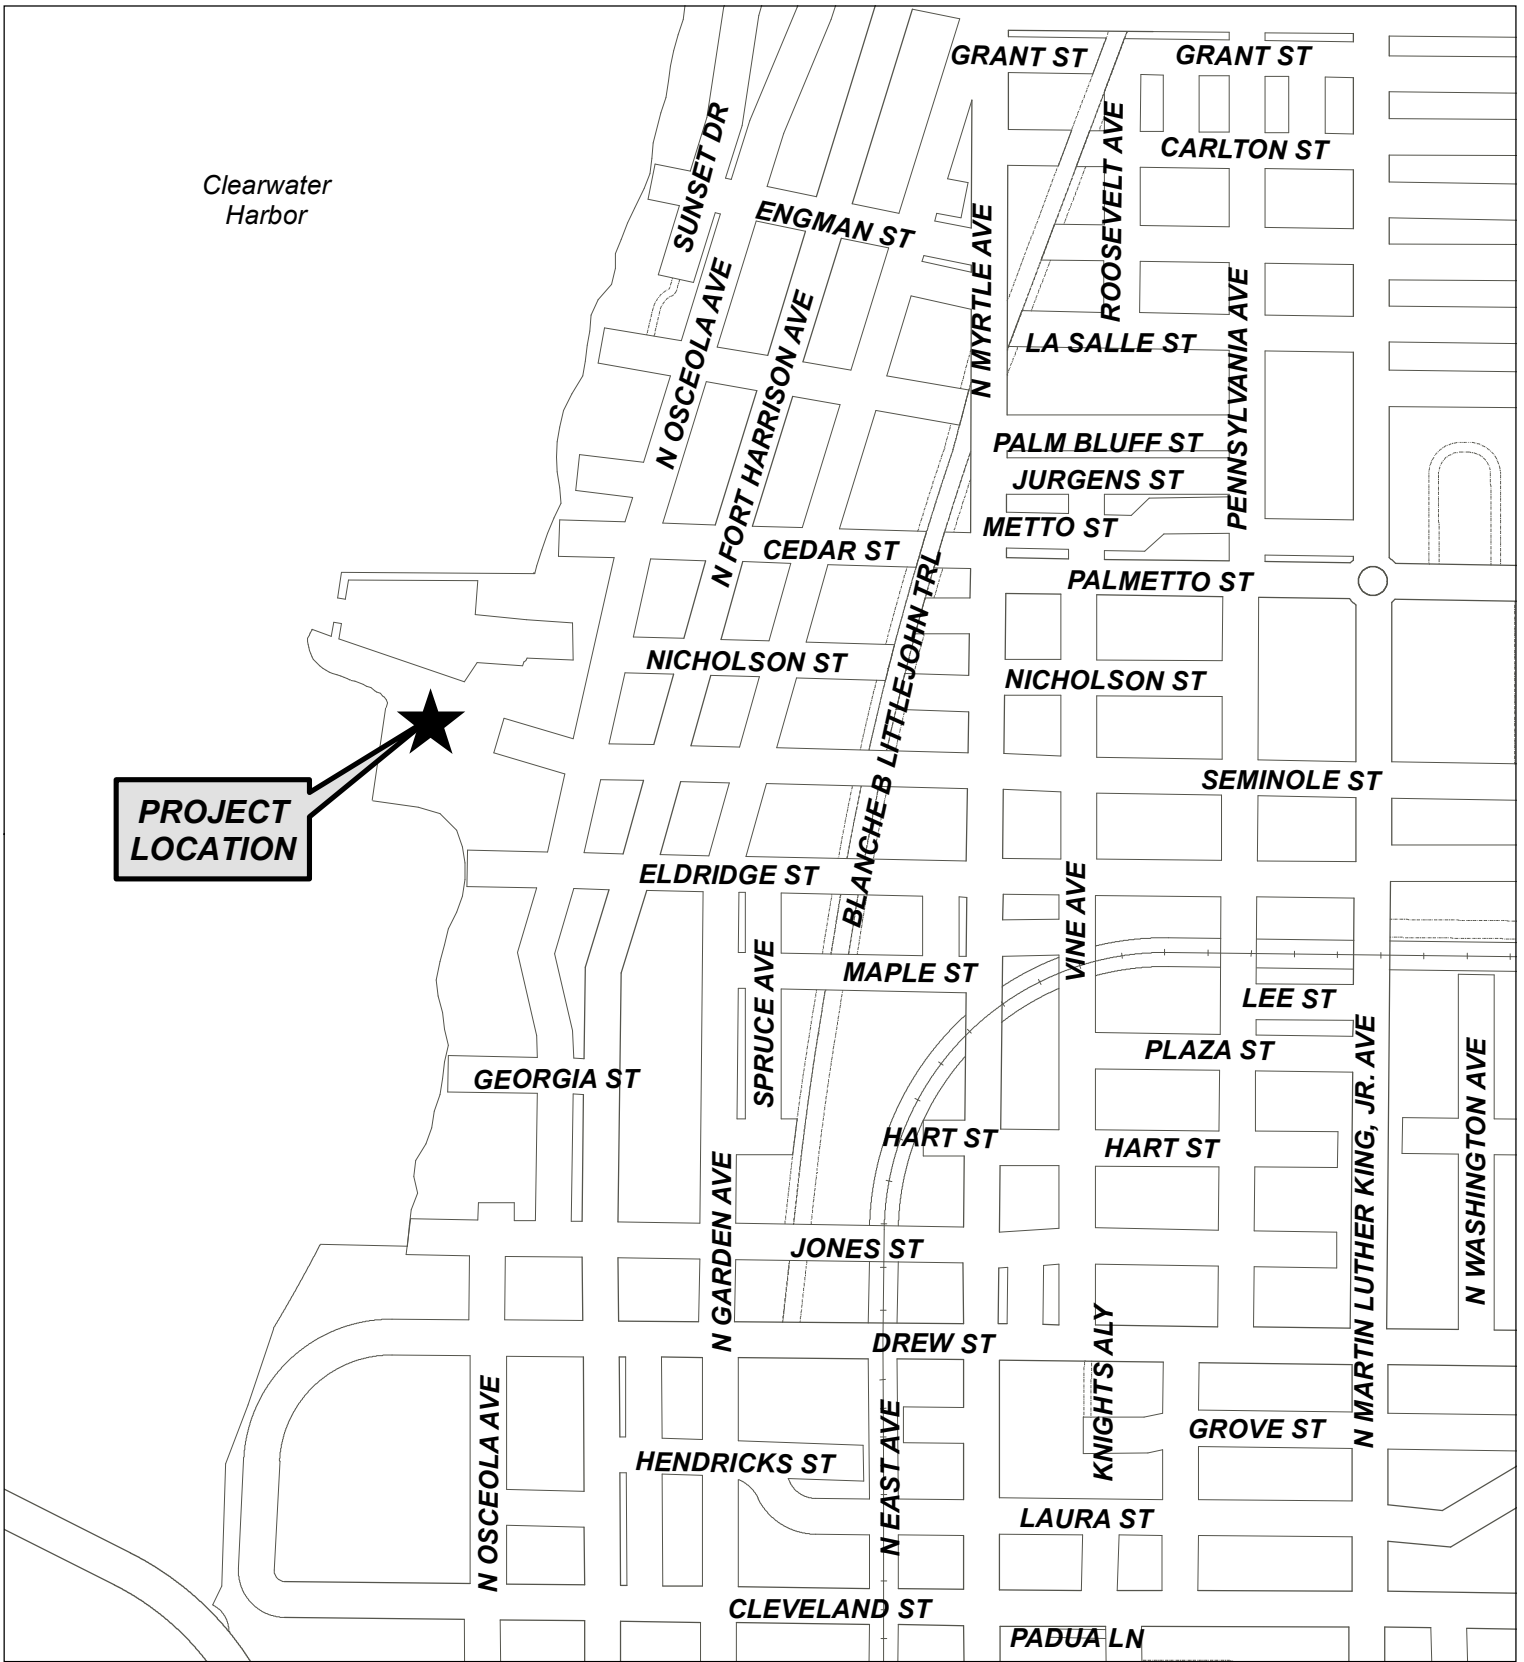 GRANT ST
GRANT ST
SUNSET DR
ROOSEVELT AVE
CARLTON ST
Clearwater
Harbor
ENGMAN ST
N MYRTLE AVE
N OSCEOLA AVE
N FORT HARRISON AVE
PENNSYLVANIA AVE
LA SALLE ST
PALM BLUFF ST
JURGENS ST
METTO ST
CEDAR ST
BLANCHE B LITTLEJOHN TRL
PALMETTO ST
NICHOLSON ST
NICHOLSON ST
SEMINOLE ST
PROJECT
LOCATION
ELDRIDGE ST
VINE AVE
SPRUCE AVE
MAPLE ST
LEE ST
N MARTIN LUTHER KING, JR. AVE
N WASHINGTON AVE
PLAZA ST
GEORGIA ST
HART ST
HART ST
N GARDEN AVE
JONES ST
KNIGHTS ALY
DREW ST
N OSCEOLA AVE
N EAST AVE
GROVE ST
HENDRICKS ST
LAURA ST
CLEVELAND ST
PADUA LN